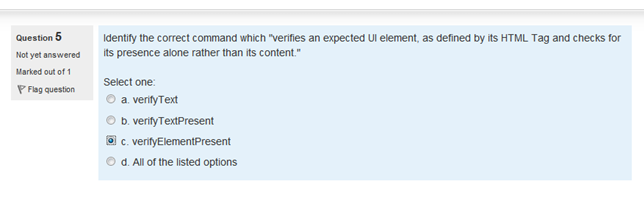 Question 5
Not yet answered
Marked out of 1
Flag question
Identify the correct command which "verifies an expected UI element, as defined by its HTML Tag and checks for
its presence alone rather than its content."
Select one:
a. verifyText
b. verifyTextPresent
c. verifyElementPresent
d. All of the listed options